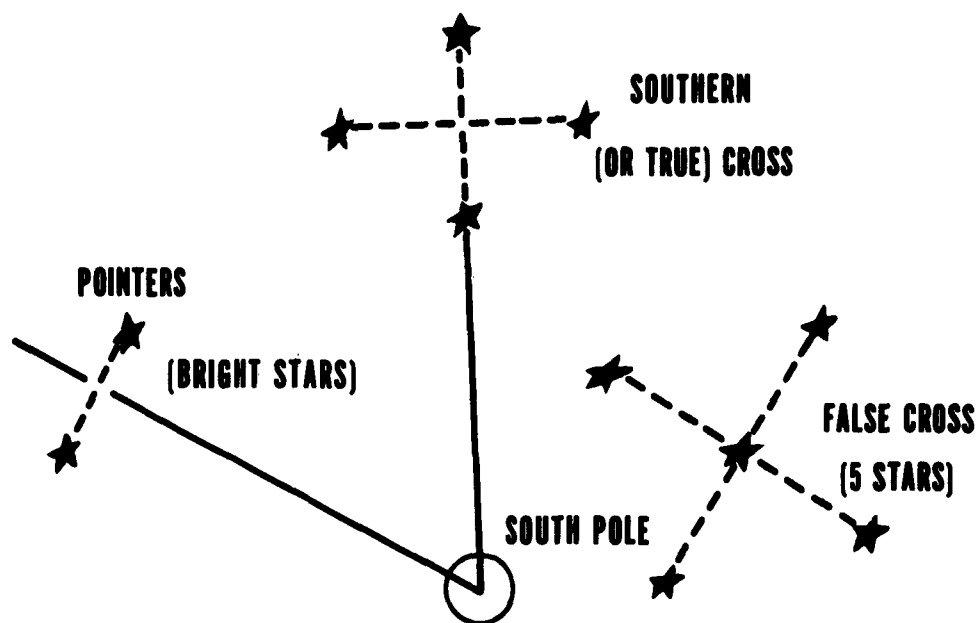 SOUTHERN
(OR TRUE) CROSS
POINTERS
(BRIGHT STARS)
FALSE CROSS
(5 STARS)
SOUTH POLE